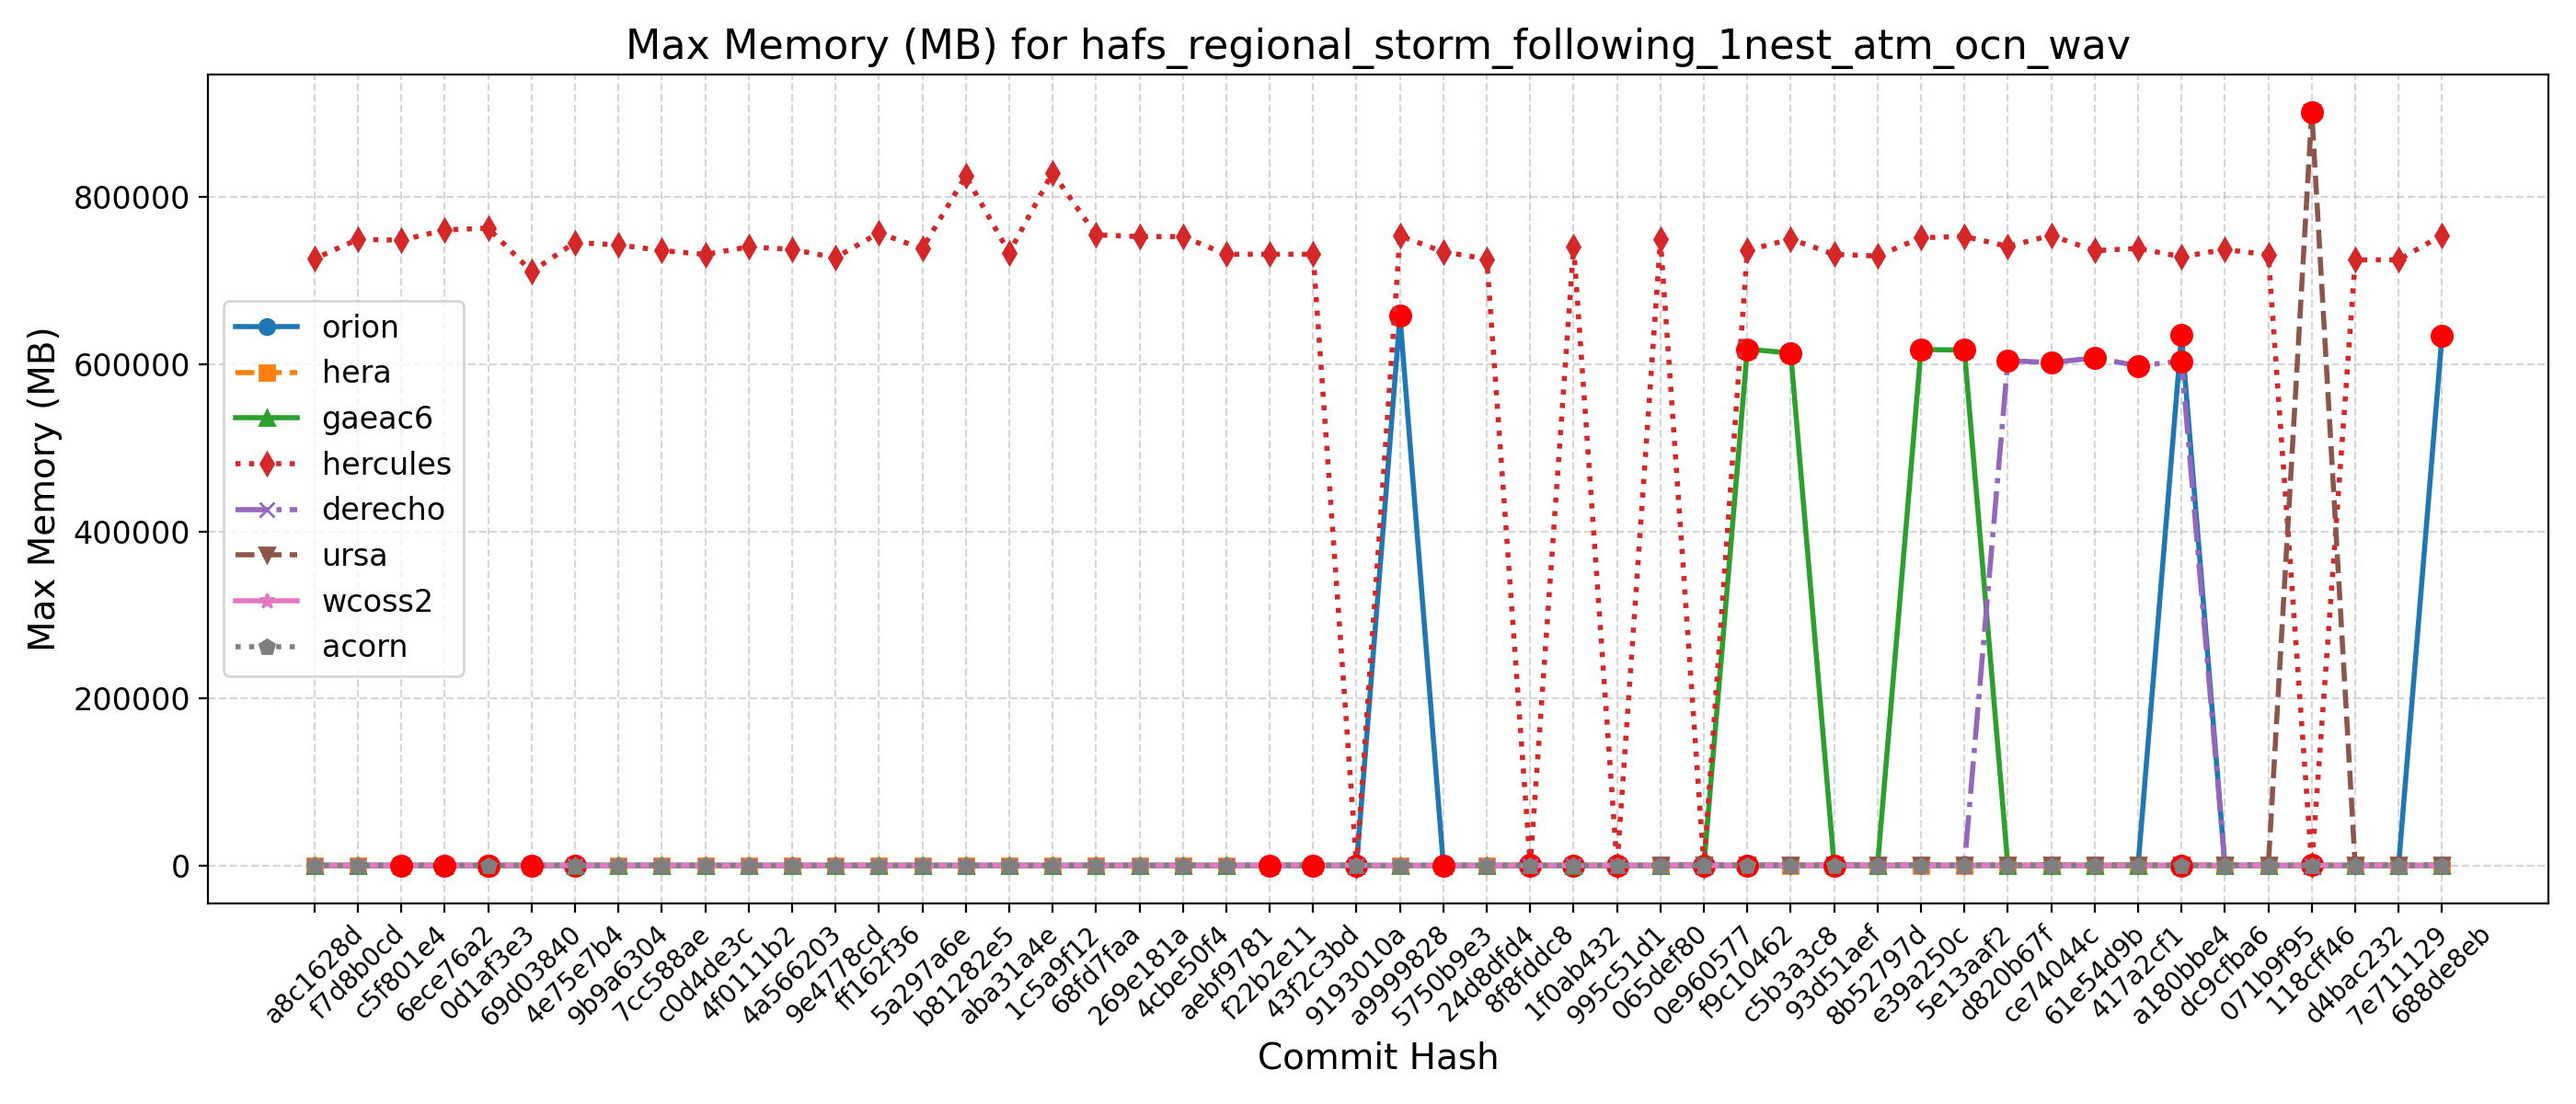 Max Memory (MB) for hafs_regional_storm_following_1nest_atm_ocn_wav
Max Memory (MB)
800000
600000
400000
200000
0
orion
hera
gaeac6
hercules
derecho
ursa
wcoss2
acorn
a8c1628d
f7d8b0cd
c5f801e4
6ece76a2
0d1af3e3
69d03840
4e75e7b4
9b9a6304
7cc588ae
c0d4de3c
4f0111b2
4a566203
9e4778cd
ff162f36
5a297a6e
b81282e5
aba31a4e
1c5a9f12
68fd7faa
269e181a
4cbe50f4
aebf9781
f22b2e11
43f2c3bd
9193010a
a9999828
5750b9e3
24d8dfd4
8f8fddc8
1f0ab432
995c51d1
065def80
0e960577
f9c10462
c5b3a3c8
93d51aef
8b52797d
e39a250c
5e13aaf2
d820b67f
ce74044c
61e54d9b
417a2cf1
a180bbe4
dc9cfba6
071b9f95
118cff46
d4bac232
7e711129
688de8eb
Commit Hash